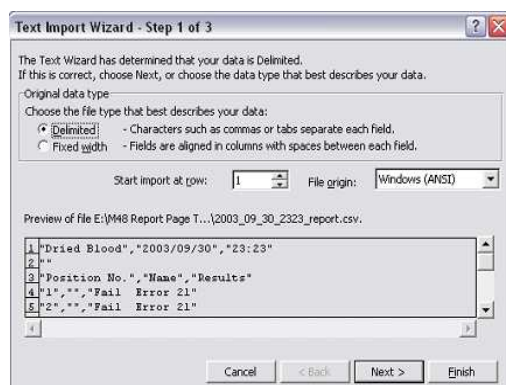 Text Import Wizard - Step 1 of 3
The Text Wizard has determined that your data is Delimited.
If this is correct, choose Next, or choose the data type that best describes your data.
Original data type
Choose the file type that best describes your data:
Delimited - Characters such as commas or tabs separate each field.
Fixed width - Fields are aligned in columns with spaces between each field.
Start import at row: 1 File origin: Windows (ANSI)
Preview of file E:\M48 Report Page T...\2003_09_30_2323_report.csv.
1 "Dried Blood","2003/09/30","23:23"
2 ""
3 "Position No.","Name","Results"
4 "1","","Fail  Error 21"
5 "2","","Fail  Error 21"
Cancel < Back Next > Finish